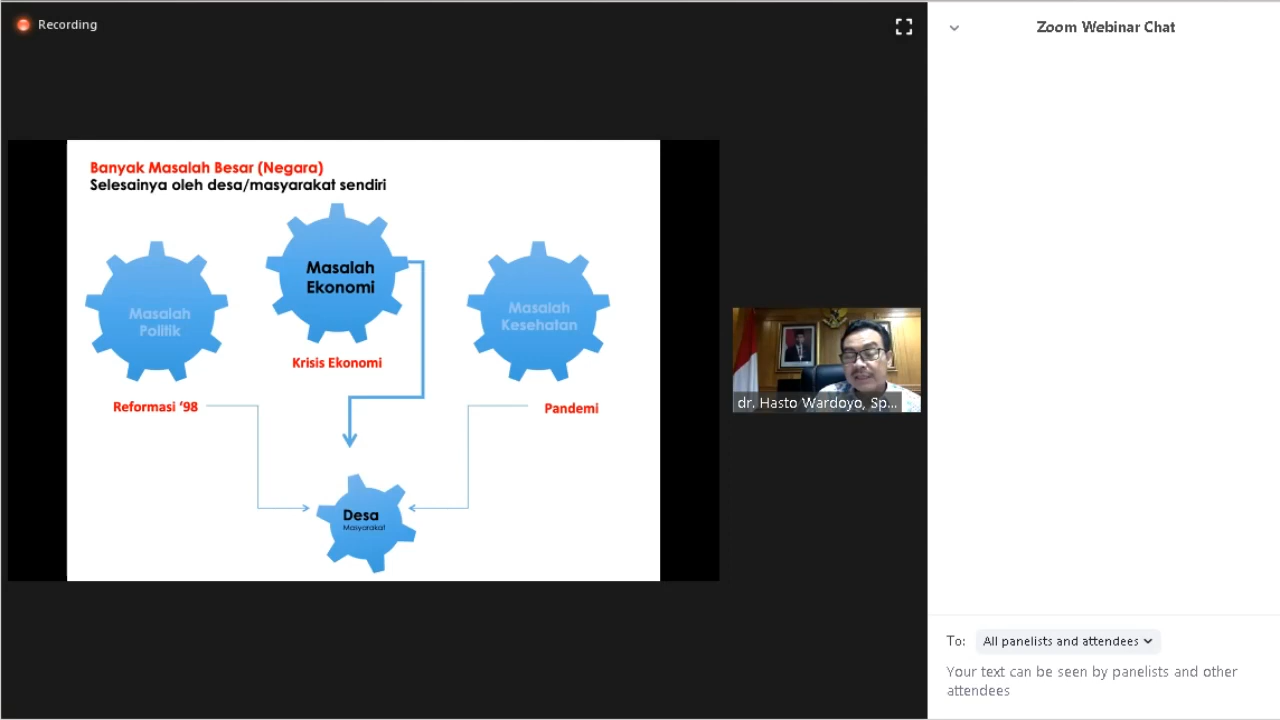 Recording
Zoom Webinar Chat
Banyak Masalah Besar (Negara)
Selesainya oleh desa/masyarakat sendiri
Masalah
Ekonomi
Masalah
Politik
Masalah
Kesehatan
Krisis Ekonomi
Reformasi ‘98
Pandemi
Desa
Masyarakat
dr. Hasto Wardoyo, Sp...
To: All panelists and attendees
Your text can be seen by panelists and other
attendees